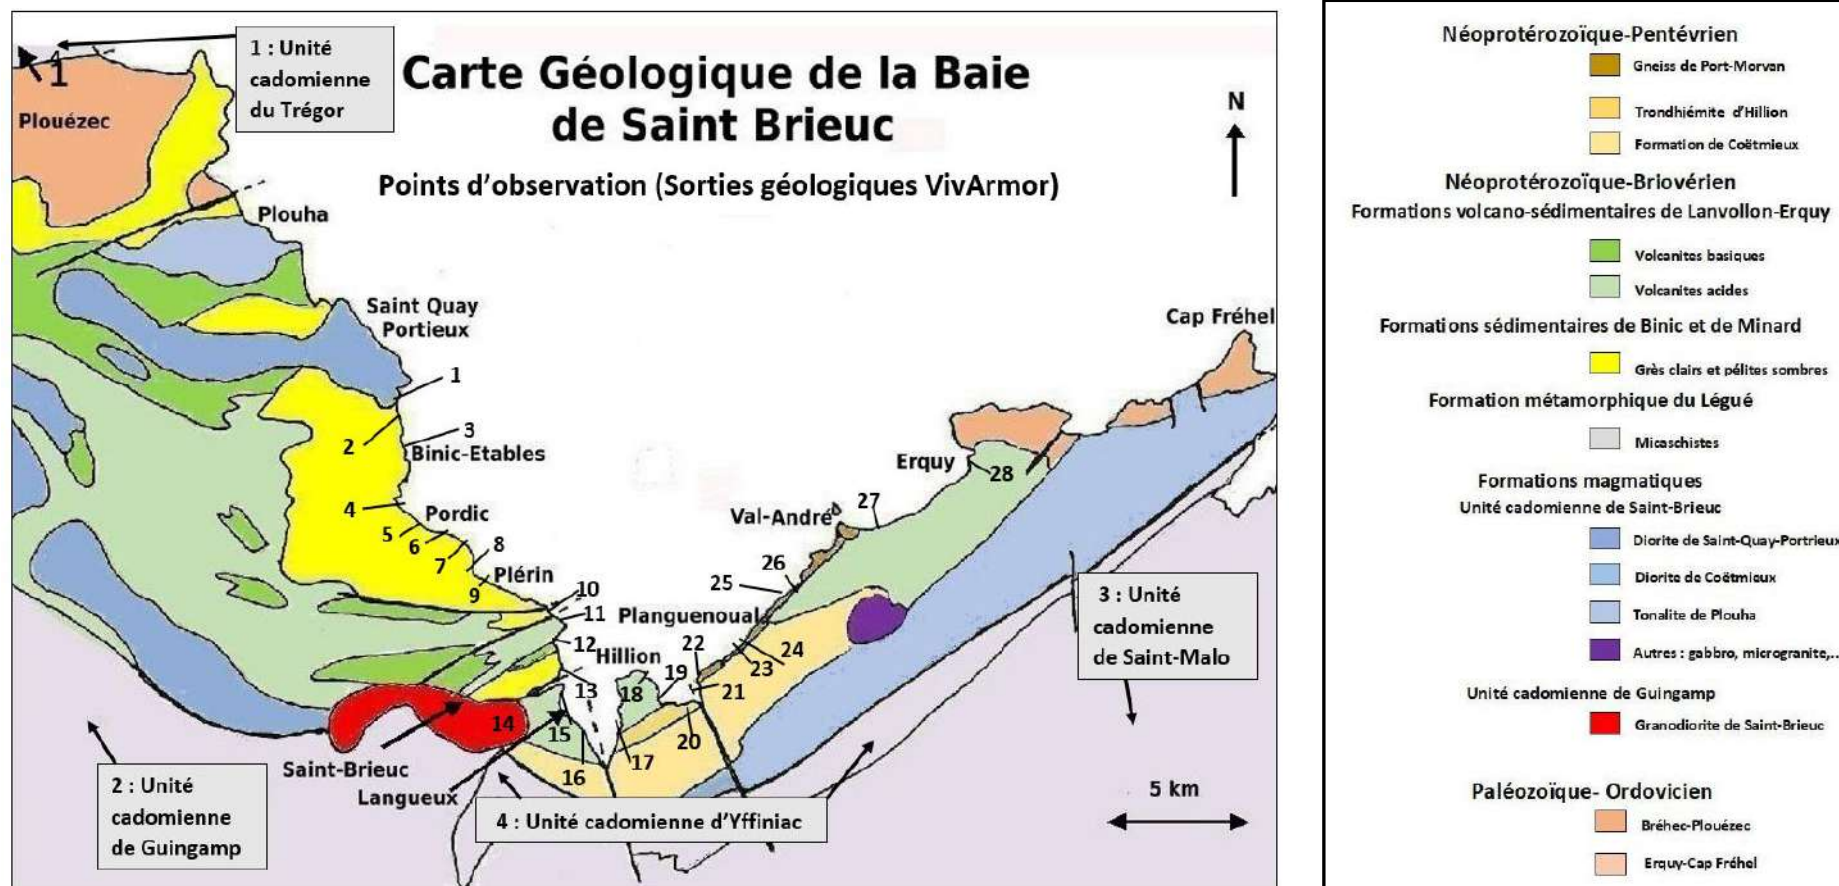 Carte Géologique de la Baie
de Saint Brieuc
Points d'observation (Sorties géologiques VivArmor)
N
1 : Unité
cadomienne
du Trégor
1
Plouézec
Plouha
Saint Quay
Portieux
1
2
3
Binic-Etables
4
Pordic
5
6
7
8
Plérin
9
10
11
12
Hillion
13
14
15
16
17
18
19
20
21
22
23
24
25
26
27
28
Planguenoual
Val-André
Erquy
Cap Fréhel
Saint-Brieuc
Langueux
2 : Unité
cadomienne
de Guingamp
3 : Unité
cadomienne
de Saint-Malo
4 : Unité cadomienne d'Yffiniac
5 km
Néoprotérozoïque-Pentévrien
Gneiss de Port-Morvan
Trondhiémite d'Hillion
Formation de Coëtmieux
Néoprotérozoïque-Briovérien
Formations volcano-sédimentaires de Lanvollon-Erquy
Volcanites basiques
Volcanites acides
Formations sédimentaires de Binic et de Minard
Grès clairs et pélites sombres
Formation métamorphique du Légué
Micaschistes
Formations magmatiques
Unité cadomienne de Saint-Brieuc
Diorite de Saint-Quay-Portrieux
Diorite de Coëtmieux
Tonalite de Plouha
Autres : gabbro, microgranite,...
Unité cadomienne de Guingamp
Granodiorite de Saint-Brieuc
Paléozoïque- Ordovicien
Bréhec-Plouézec
Erquy-Cap Fréhel